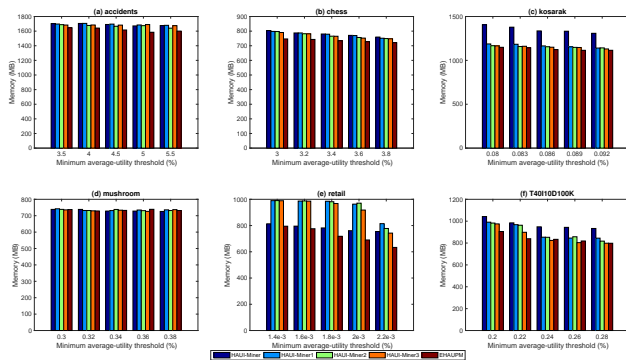 (a) accidents
Memory (MB)
1800
1600
1400
1200
1000
800
600
400
200
0
3.5 4 4.5 5 5.5
Minimum average-utility threshold (%)
(b) chess
Memory (MB)
900
800
700
600
500
400
300
200
100
0
3 3.2 3.4 3.6 3.8
Minimum average-utility threshold (%)
(c) kosarak
Memory (MB)
1500
1000
500
0
0.08 0.083 0.086 0.089 0.092
Minimum average-utility threshold (%)
(d) mushroom
Memory (MB)
800
700
600
500
400
300
200
100
0
0.3 0.32 0.34 0.36 0.38
Minimum average-utility threshold (%)
(e) retail
Memory (MB)
1000
800
600
400
200
0
1.4e-3 1.6e-3 1.8e-3 2e-3 2.2e-3
Minimum average-utility threshold (%)
(f) T40I10D100K
Memory (MB)
1200
1000
800
600
400
200
0
0.2 0.22 0.24 0.26 0.28
Minimum average-utility threshold (%)
HAUI-Miner HAUI-Miner1 HAUI-Miner2 HAUI-Miner3 EHAUPM